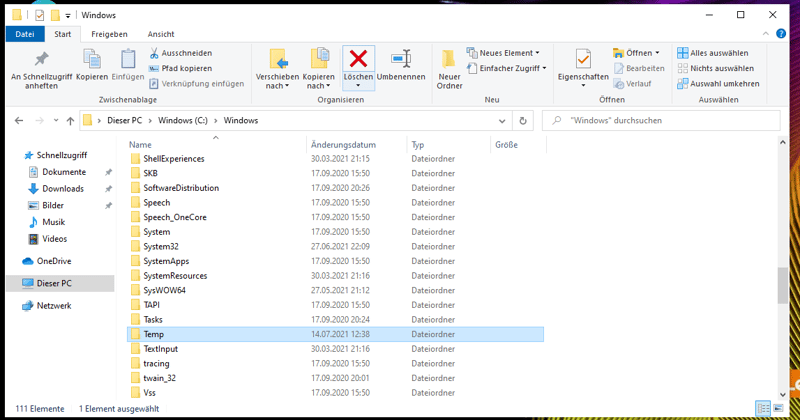 Windows
Datei Start Freigeben Ansicht
An Schnellzugriff anheften
Kopieren
Einfügen
Ausschneiden
Pfad kopieren
Verknüpfung einfügen
Zwischenablage
Verschieben nach
Kopieren nach
Löschen
Umbenennen
Organisieren
Neuer Ordner
Neues Element
Einfacher Zugriff
Neu
Eigenschaften
Öffnen
Bearbeiten
Verlauf
Öffnen
Alles auswählen
Nichts auswählen
Auswahl umkehren
Auswählen
Dieser PC > Windows (C:) > Windows
"Windows" durchsuchen
Schnellzugriff
Dokumente
Downloads
Bilder
Musik
Videos
OneDrive
Dieser PC
Netzwerk
Name Änderungsdatum Typ Größe
ShellExperiences 30.03.2021 21:15 Dateiordner
SKB 17.09.2020 15:50 Dateiordner
SoftwareDistribution 17.09.2020 20:26 Dateiordner
Speech 17.09.2020 15:50 Dateiordner
Speech_OneCore 17.09.2020 15:50 Dateiordner
System 17.09.2020 15:50 Dateiordner
System32 27.06.2021 22:09 Dateiordner
SystemApps 17.09.2020 15:50 Dateiordner
SystemResources 30.03.2021 21:16 Dateiordner
SysWOW64 27.05.2021 21:12 Dateiordner
TAPI 17.09.2020 15:50 Dateiordner
Tasks 17.09.2020 20:24 Dateiordner
Temp 14.07.2021 12:38 Dateiordner
TextInput 30.03.2021 21:16 Dateiordner
tracing 17.09.2020 15:50 Dateiordner
twain_32 17.09.2020 20:01 Dateiordner
Vss 17.09.2020 15:50 Dateiordner
111 Elemente 1 Element ausgewählt